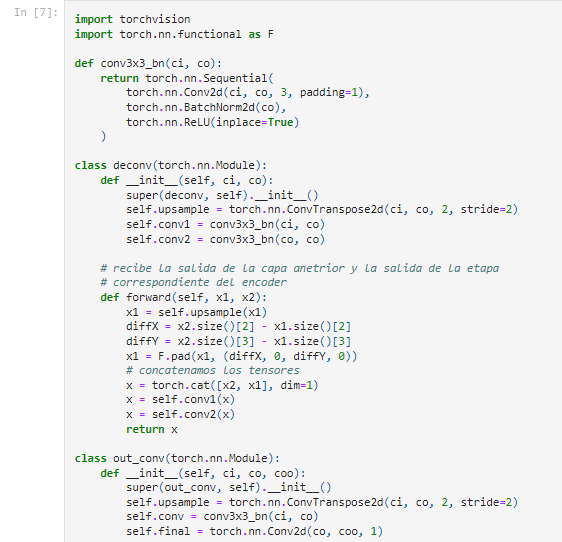 In [7]:
import torchvision
import torch.nn.functional as F

def conv3x3_bn(ci, co):
    return torch.nn.Sequential(
        torch.nn.Conv2d(ci, co, 3, padding=1),
        torch.nn.BatchNorm2d(co),
        torch.nn.ReLU(inplace=True)
    )

class deconv(torch.nn.Module):
    def __init__(self, ci, co):
        super(deconv, self).__init__()
        self.upsample = torch.nn.ConvTranspose2d(ci, co, 2, stride=2)
        self.conv1 = conv3x3_bn(ci, co)
        self.conv2 = conv3x3_bn(co, co)

    # recibe la salida de la capa anetrior y la salida de la etapa
    # correspondiente del encoder
    def forward(self, x1, x2):
        x1 = self.upsample(x1)
        diffX = x2.size()[2] - x1.size()[2]
        diffY = x2.size()[3] - x1.size()[3]
        x1 = F.pad(x1, (diffX, 0, diffY, 0))
        # concatenamos los tensores
        x = torch.cat([x2, x1], dim=1)
        x = self.conv1(x)
        x = self.conv2(x)
        return x

class out_conv(torch.nn.Module):
    def __init__(self, ci, co, coo):
        super(out_conv, self).__init__()
        self.upsample = torch.nn.ConvTranspose2d(ci, co, 2, stride=2)
        self.conv = conv3x3_bn(ci, co)
        self.final = torch.nn.Conv2d(co, coo, 1)